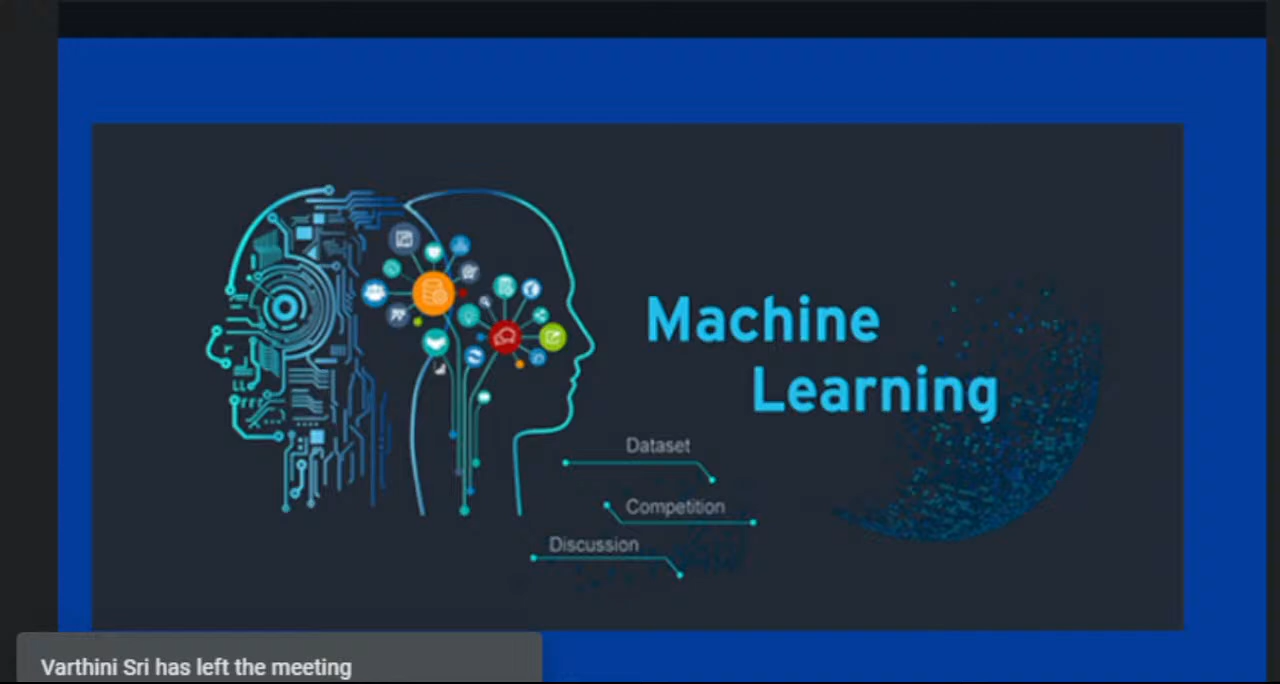 Machine
Learning
Dataset
Competition
Discussion
Varthini Sri has left the meeting